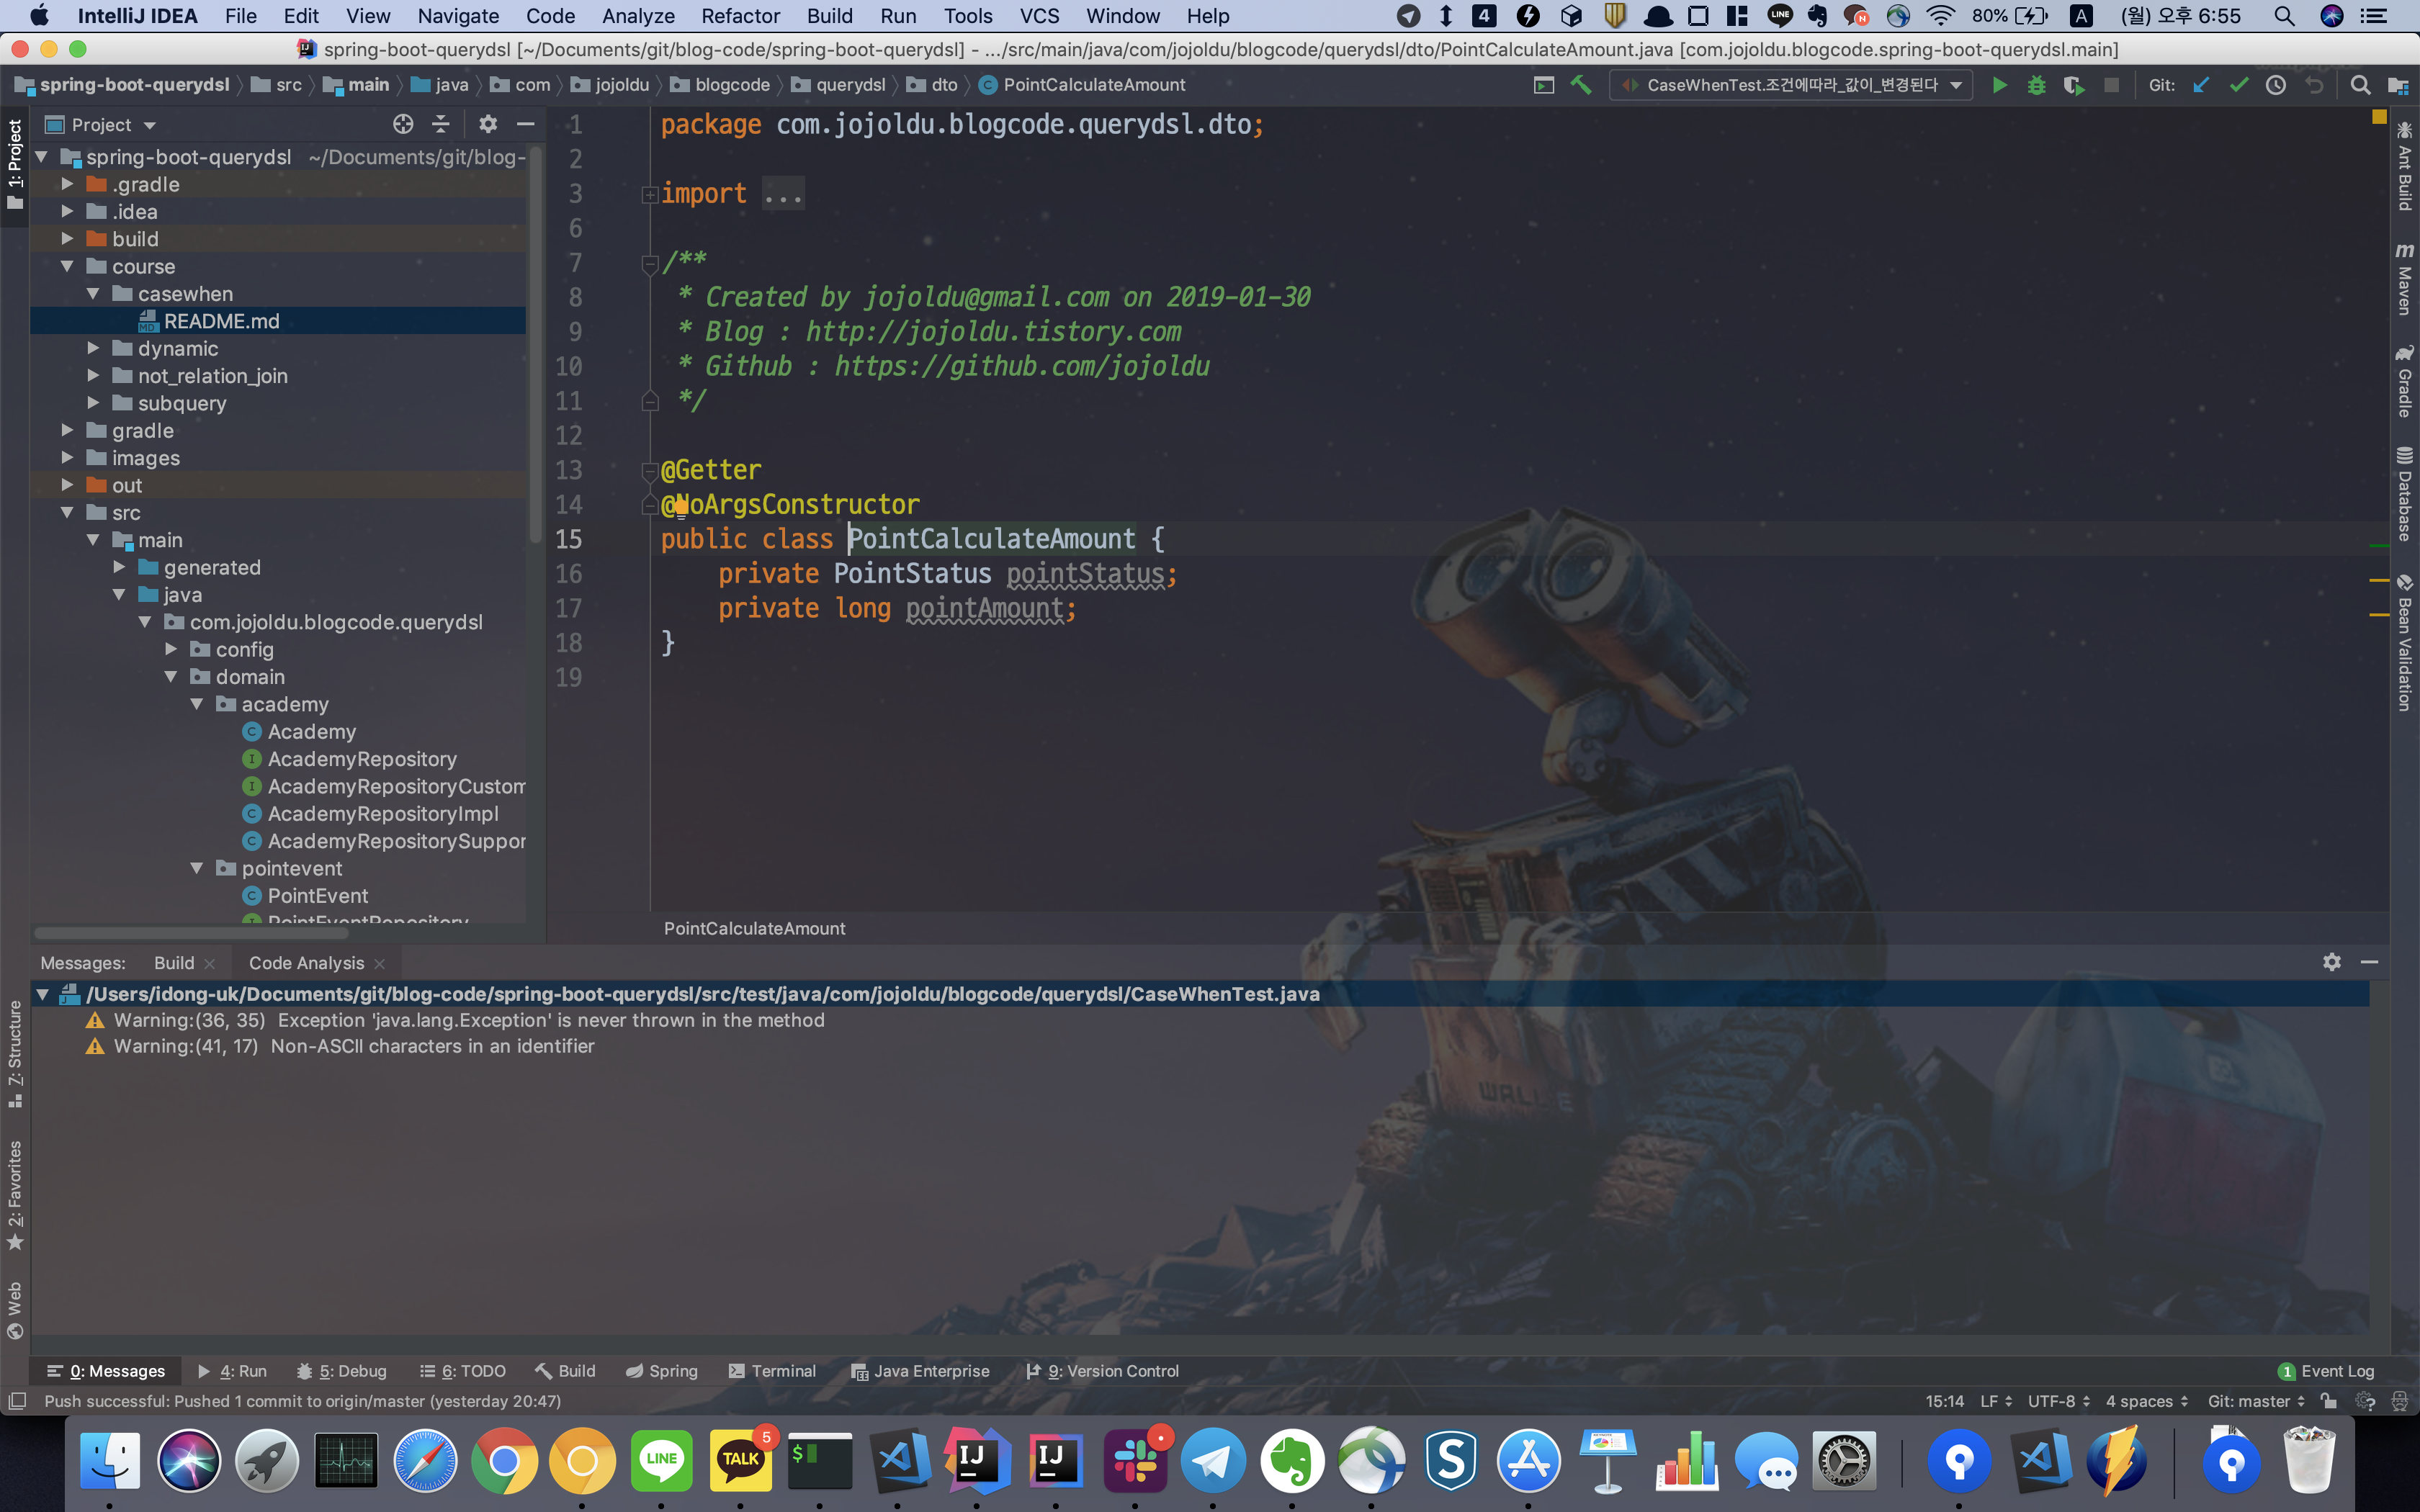 IntelliJ IDEA File Edit View Navigate Code Analyze Refactor Build Run Tools VCS Window Help 4 LINE N 80% A (월) 오후 6:55
spring-boot-querydsl [~/Documents/git/blog-code/spring-boot-querydsl] - .../src/main/java/com/jojoldu/blogcode/querydsl/dto/PointCalculateAmount.java [com.jojoldu.blogcode.spring-boot-querydsl.main]
spring-boot-querydsl src main java com jojoldu blogcode querydsl dto PointCalculateAmount CaseWhenTest.조건에따라_값이_변경된다 Git:
1: Project
7: Structure
2: Favorites
Web
Project
spring-boot-querydsl ~/Documents/git/blog-
.gradle
.idea
build
course
casewhen
README.md
dynamic
not_relation_join
subquery
gradle
images
out
src
main
generated
java
com.jojoldu.blogcode.querydsl
config
domain
academy
Academy
AcademyRepository
AcademyRepositoryCustom
AcademyRepositoryImpl
AcademyRepositorySuppor
pointevent
PointEvent
PointEventRepository
1 package com.jojoldu.blogcode.querydsl.dto;
2
3 import ...
6
7 /**
8 * Created by jojoldu@gmail.com on 2019-01-30
9 * Blog : http://jojoldu.tistory.com
10 * Github : https://github.com/jojoldu
11 */
12
13 @Getter
14 @NoArgsConstructor
15 public class PointCalculateAmount {
16 private PointStatus pointStatus;
17 private long pointAmount;
18 }
19
PointCalculateAmount
Ant Build
Maven
Gradle
Database
Bean Validation
Messages: Build Code Analysis
/Users/idong-uk/Documents/git/blog-code/spring-boot-querydsl/src/test/java/com/jojoldu/blogcode/querydsl/CaseWhenTest.java
Warning:(36, 35) Exception 'java.lang.Exception' is never thrown in the method
Warning:(41, 17) Non-ASCII characters in an identifier
WALL·E
0: Messages 4: Run 5: Debug 6: TODO Build Spring Terminal Java Enterprise 9: Version Control 1 Event Log
Push successful: Pushed 1 commit to origin/master (yesterday 20:47) 15:14 LF UTF-8 4 spaces Git: master
LINE TALK 5 $ IJ IJ S